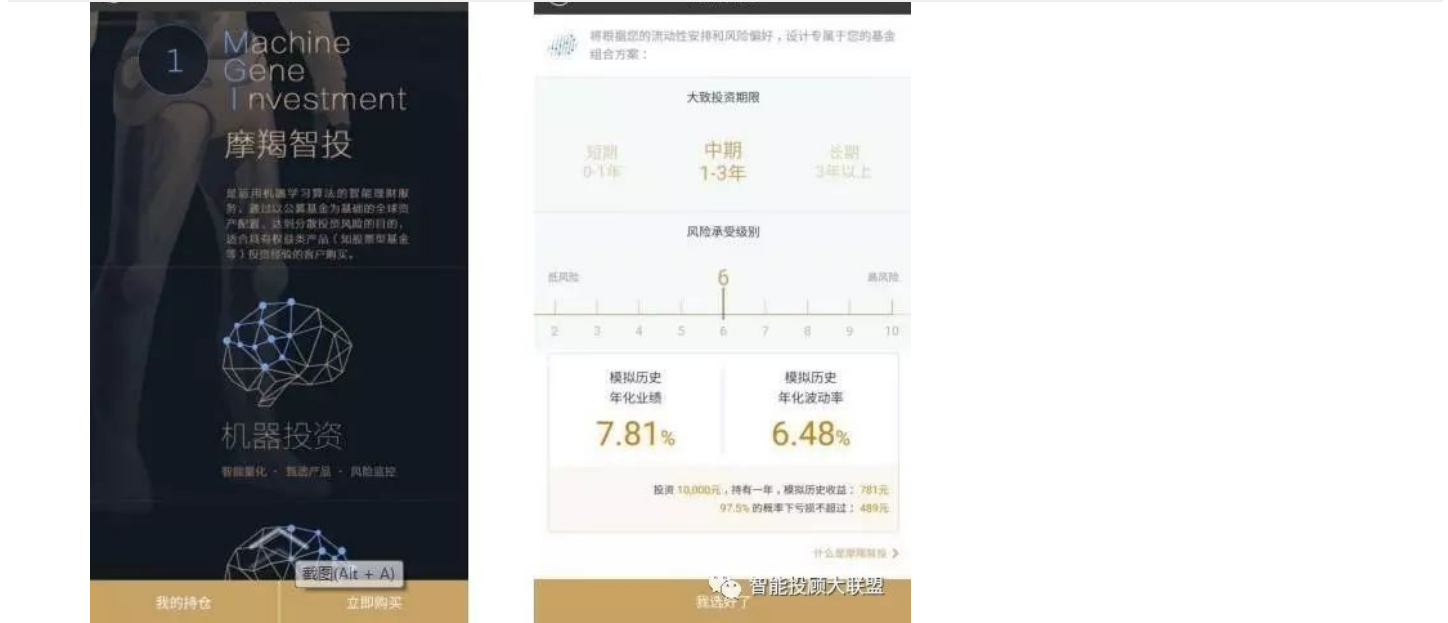 1
Machine
Gene
Investment
摩羯智投
是运用机器学习算法的智能理财服
务，通过以公募基金为基础的全球资
产配置、达到分散投资风险的目的，
适合具有权益类产品（如股票型基金
等）投资经验的客户购买。
机器投资
智能量化 · 甄选产品 · 风险监控
截图(Alt + A)
我的持仓
立即购买
将根据您的流动性安排和风险偏好，设计专属于您的基金
组合方案：
大致投资期限
短期 中期 长期
0-1年 1-3年 3年以上
风险承受级别
低风险 6 高风险
2 3 4 5 6 7 8 9 10
模拟历史 模拟历史
年化业绩 年化波动率
7.81% 6.48%
投资 10,000元，持有一年，模拟历史收益： 781元
97.5% 的概率下亏损不超过： 489元
什么是摩羯智投
智能投顾大联盟
我选好了